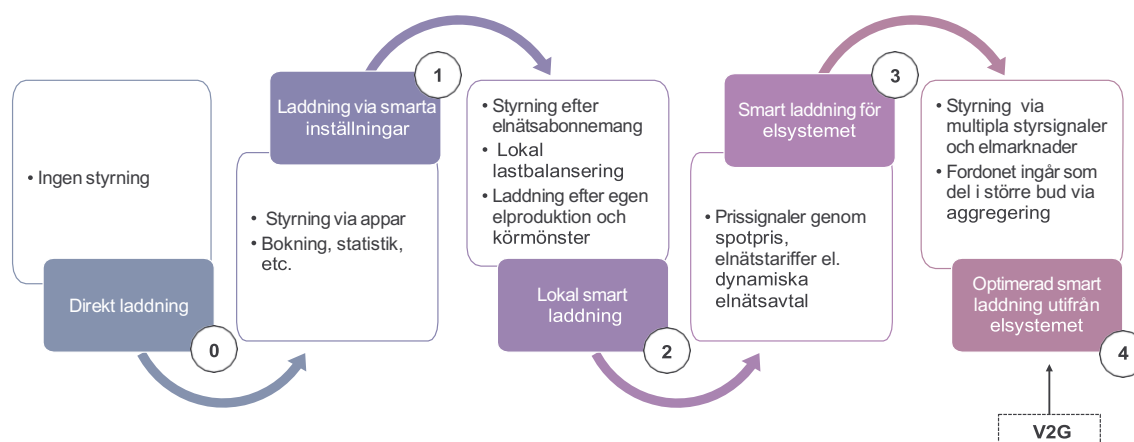 • Ingen styrning
Direkt laddning
0
1
Laddning via smarta
inställningar
• Styrning via appar
• Bokning, statistik,
etc.
• Styrning efter
elnätsabonnemang
• Lokal
lastbalansering
• Laddning efter egen
elproduktion och
körmönster
Lokal smart
laddning
2
3
Smart laddning för
elsystemet
• Prissignaler genom
spotpris,
elnätstariffer el.
dynamiska
elnätsavtal
• Styrning via
multipla styrsignaler
och elmarknader
• Fordonet ingår som
del i större bud via
aggregering
Optimerad smart
laddning utifrån
elsystemet
4
V2G